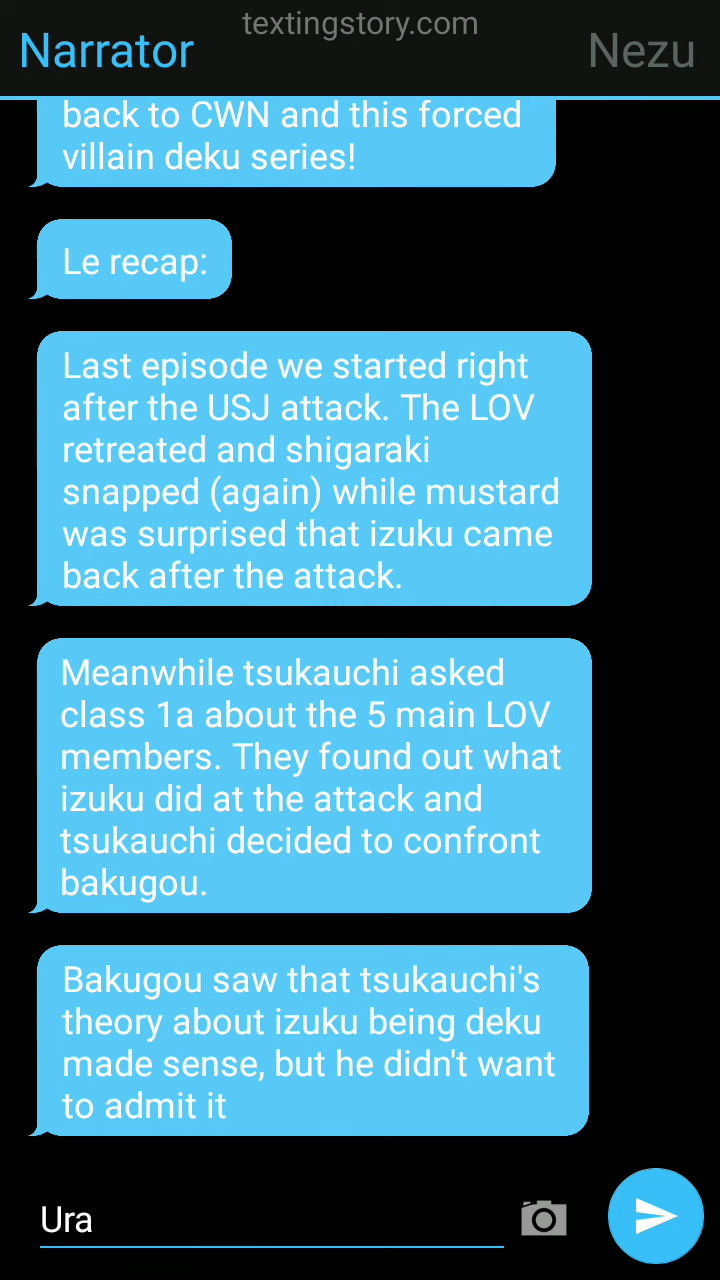 textingstory.com
Narrator
Nezu
back to CWN and this forced
villain deku series!
Le recap:
Last episode we started right
after the USJ attack. The LOV
retreated and shigaraki
snapped (again) while mustard
was surprised that izuku came
back after the attack.
Meanwhile tsukauchi asked
class 1a about the 5 main LOV
members. They found out what
izuku did at the attack and
tsukauchi decided to confront
bakugou.
Bakugou saw that tsukauchi's
theory about izuku being deku
made sense, but he didn't want
to admit it
Ura